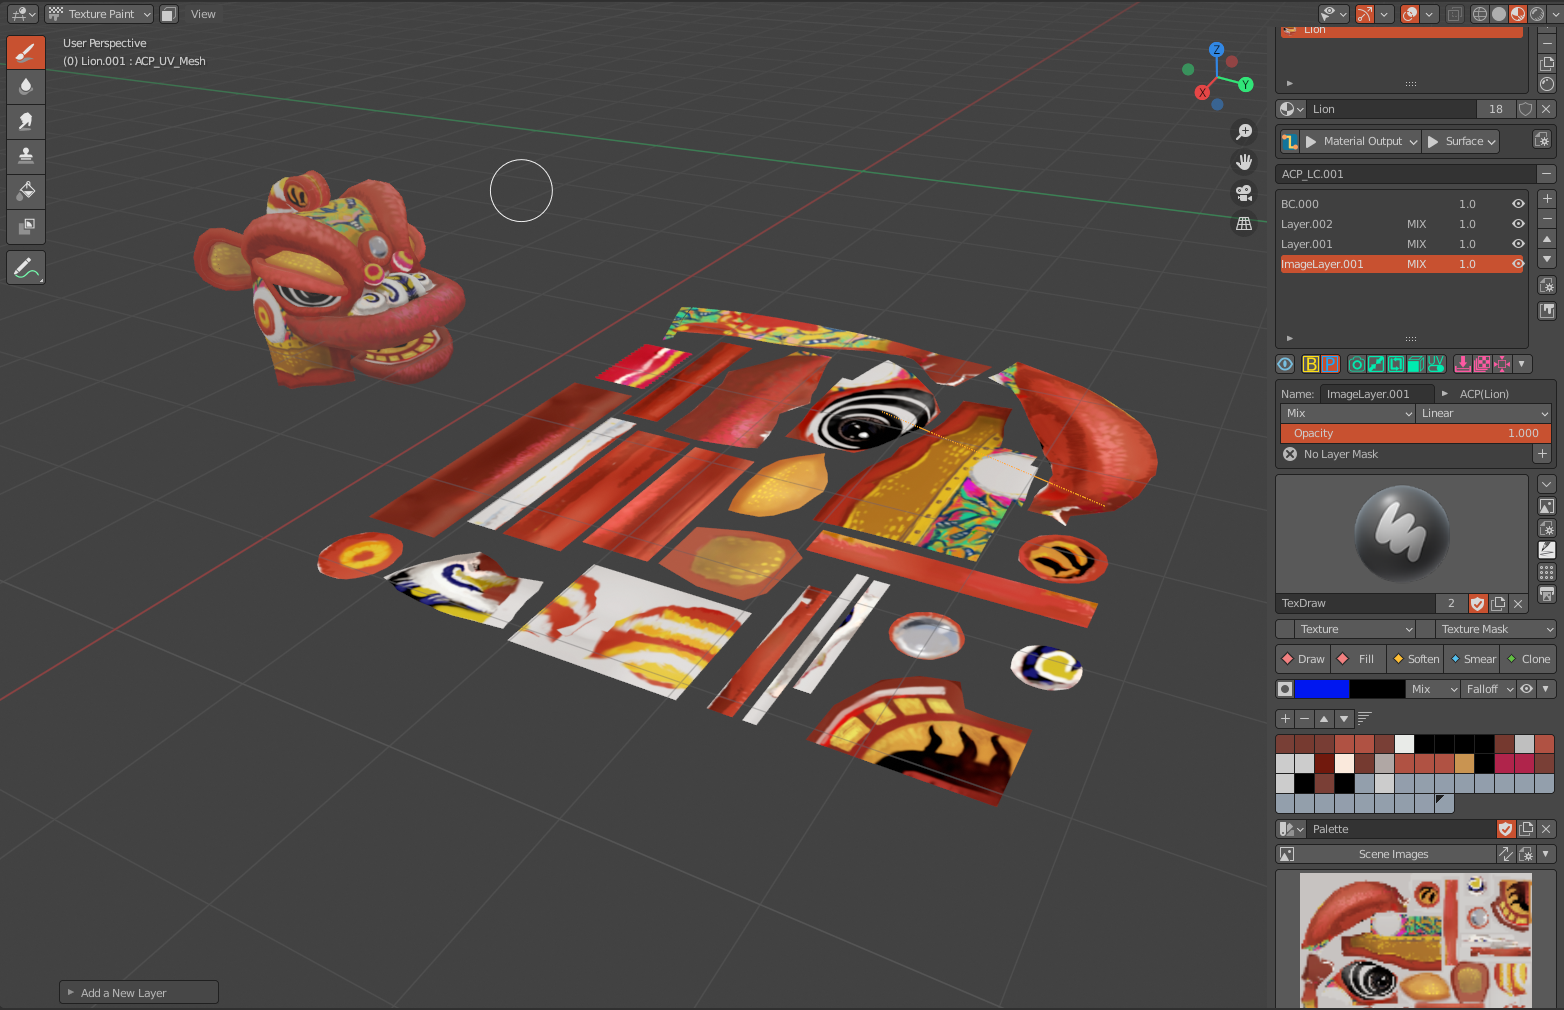 Texture Paint View
User Perspective
(0) Lion.001 : ACP_UV_Mesh
Z
Y
X
Add a New Layer
Lion
Lion 18
Material Output Surface
ACP_LC.001
BC.000 1.0
Layer.002 MIX 1.0
Layer.001 MIX 1.0
ImageLayer.001 MIX 1.0
B P UV
Name: ImageLayer.001 ACP(Lion)
Mix Linear
Opacity 1.000
No Layer Mask
TexDraw 2
Texture Texture Mask
Draw Fill Soften Smear Clone
Mix Falloff
Palette
Scene Images